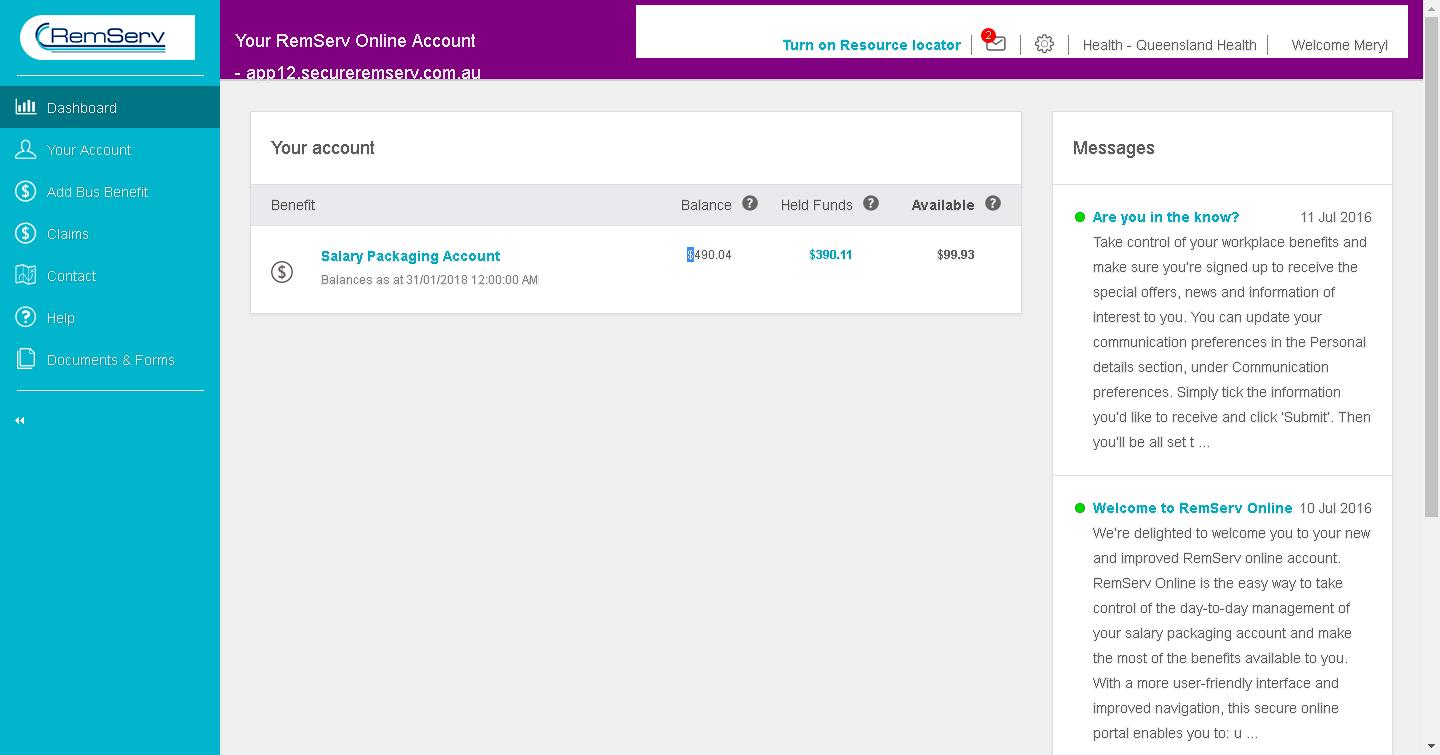 RemServ
Dashboard
Your Account
Add Bus Benefit
Claims
Contact
Help
Documents & Forms
Your RemServ Online Account
- app12.secureremserv.com.au
Turn on Resource locator
2
Health - Queensland Health
Welcome Meryl
Your account
Benefit Balance ? Held Funds ? Available ?
Salary Packaging Account $490.04 $390.11 $99.93
Balances as at 31/01/2018 12:00:00 AM
Messages
Are you in the know? 11 Jul 2016
Take control of your workplace benefits and
make sure you're signed up to receive the
special offers, news and information of
interest to you. You can update your
communication preferences in the Personal
details section, under Communication
preferences. Simply tick the information
you'd like to receive and click 'Submit'. Then
you'll be all set t ...
Welcome to RemServ Online 10 Jul 2016
We're delighted to welcome you to your new
and improved RemServ online account.
RemServ Online is the easy way to take
control of the day-to-day management of
your salary packaging account and make
the most of the benefits available to you.
With a more user-friendly interface and
improved navigation, this secure online
portal enables you to: u ...